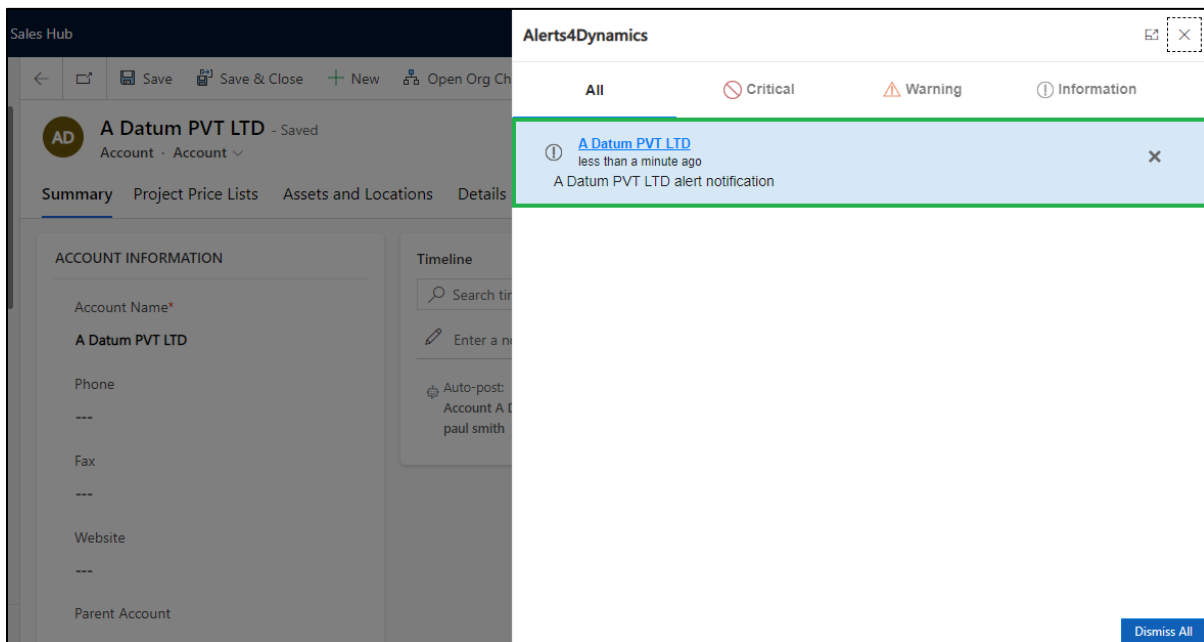 Sales Hub
Save
Save & Close
New
Open Org Ch
AD
A Datum PVT LTD - Saved
Account · Account
Summary
Project Price Lists
Assets and Locations
Details
ACCOUNT INFORMATION
Account Name*
A Datum PVT LTD
Phone
---
Fax
---
Website
---
Parent Account
Timeline
Search tir
Enter a no
Auto-post:
Account A D
paul smith
Alerts4Dynamics
All
Critical
Warning
Information
A Datum PVT LTD
less than a minute ago
A Datum PVT LTD alert notification
Dismiss All